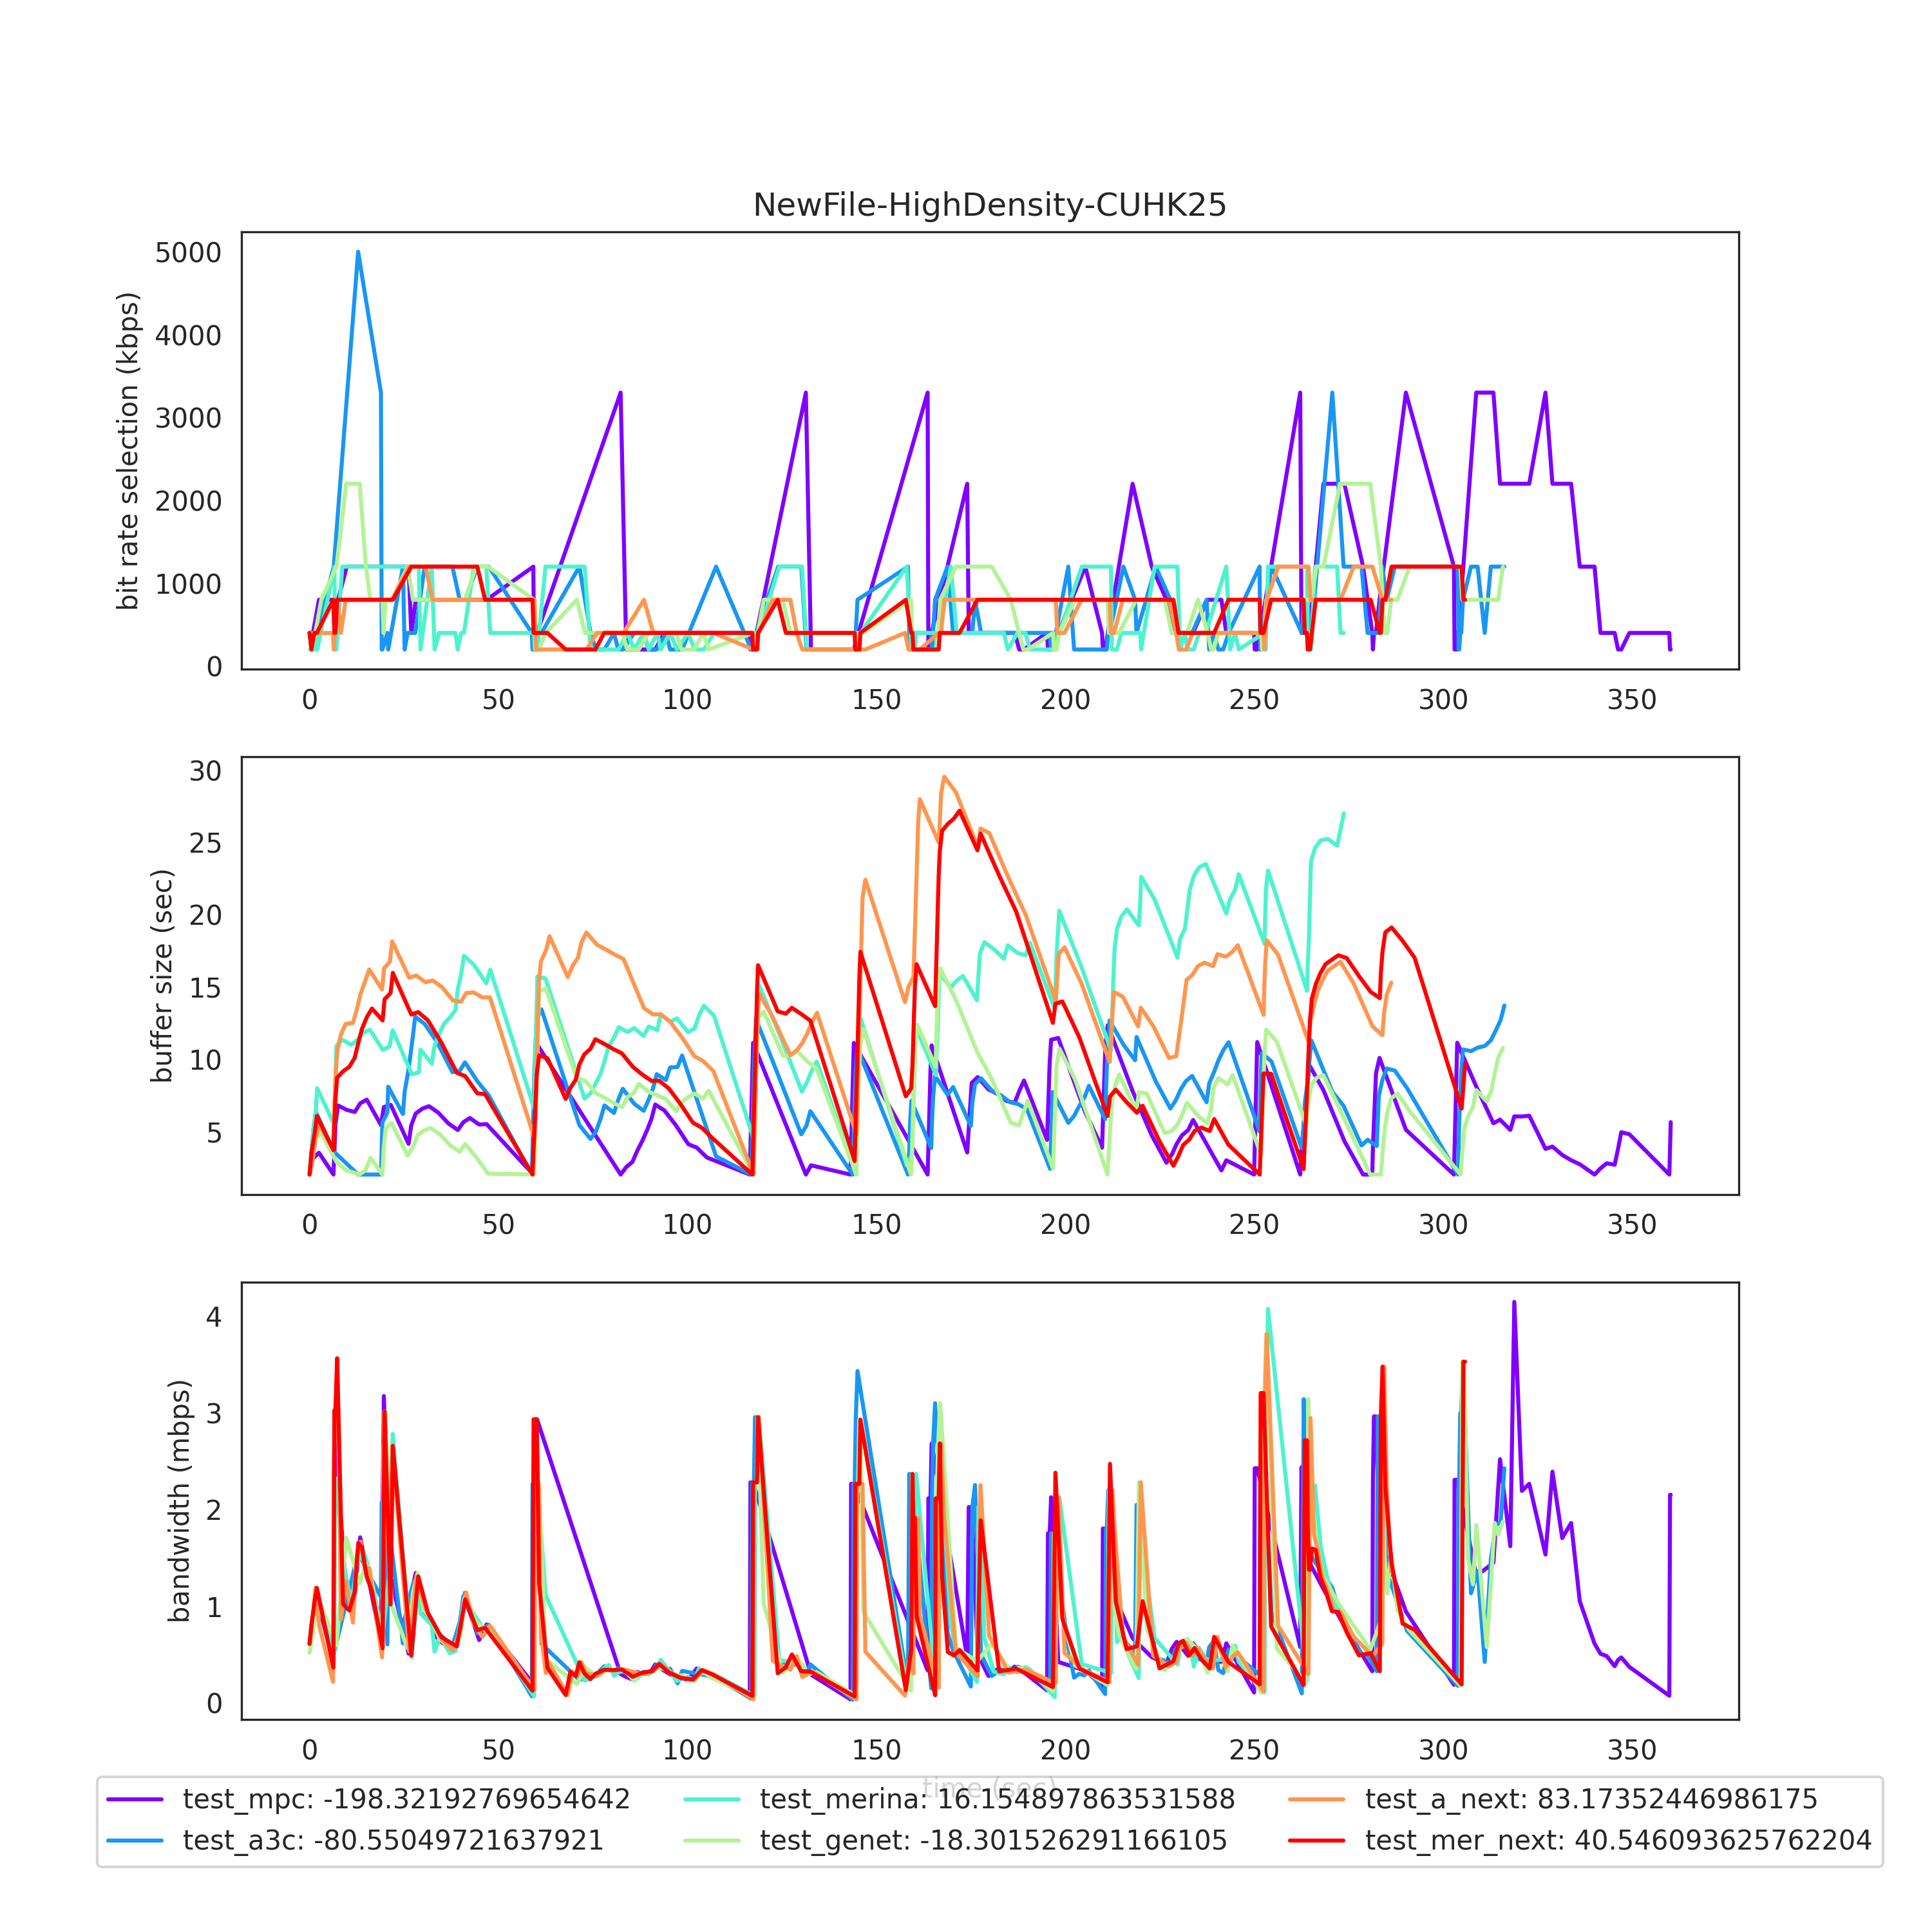 NewFile-HighDensity-CUHK25
5000
4000
3000
2000
1000
0
bit rate selection (kbps)
0 50 100 150 200 250 300 350
30
25
20
15
10
5
buffer size (sec)
0 50 100 150 200 250 300 350
4
3
2
1
0
bandwidth (mbps)
0 50 100 150 200 250 300 350
time (sec)
test_mpc: -198.32192769654642 test_merina: 16.154897863531588 test_a_next: 83.17352446986175
test_a3c: -80.55049721637921 test_genet: -18.301526291166105 test_mer_next: 40.546093625762204